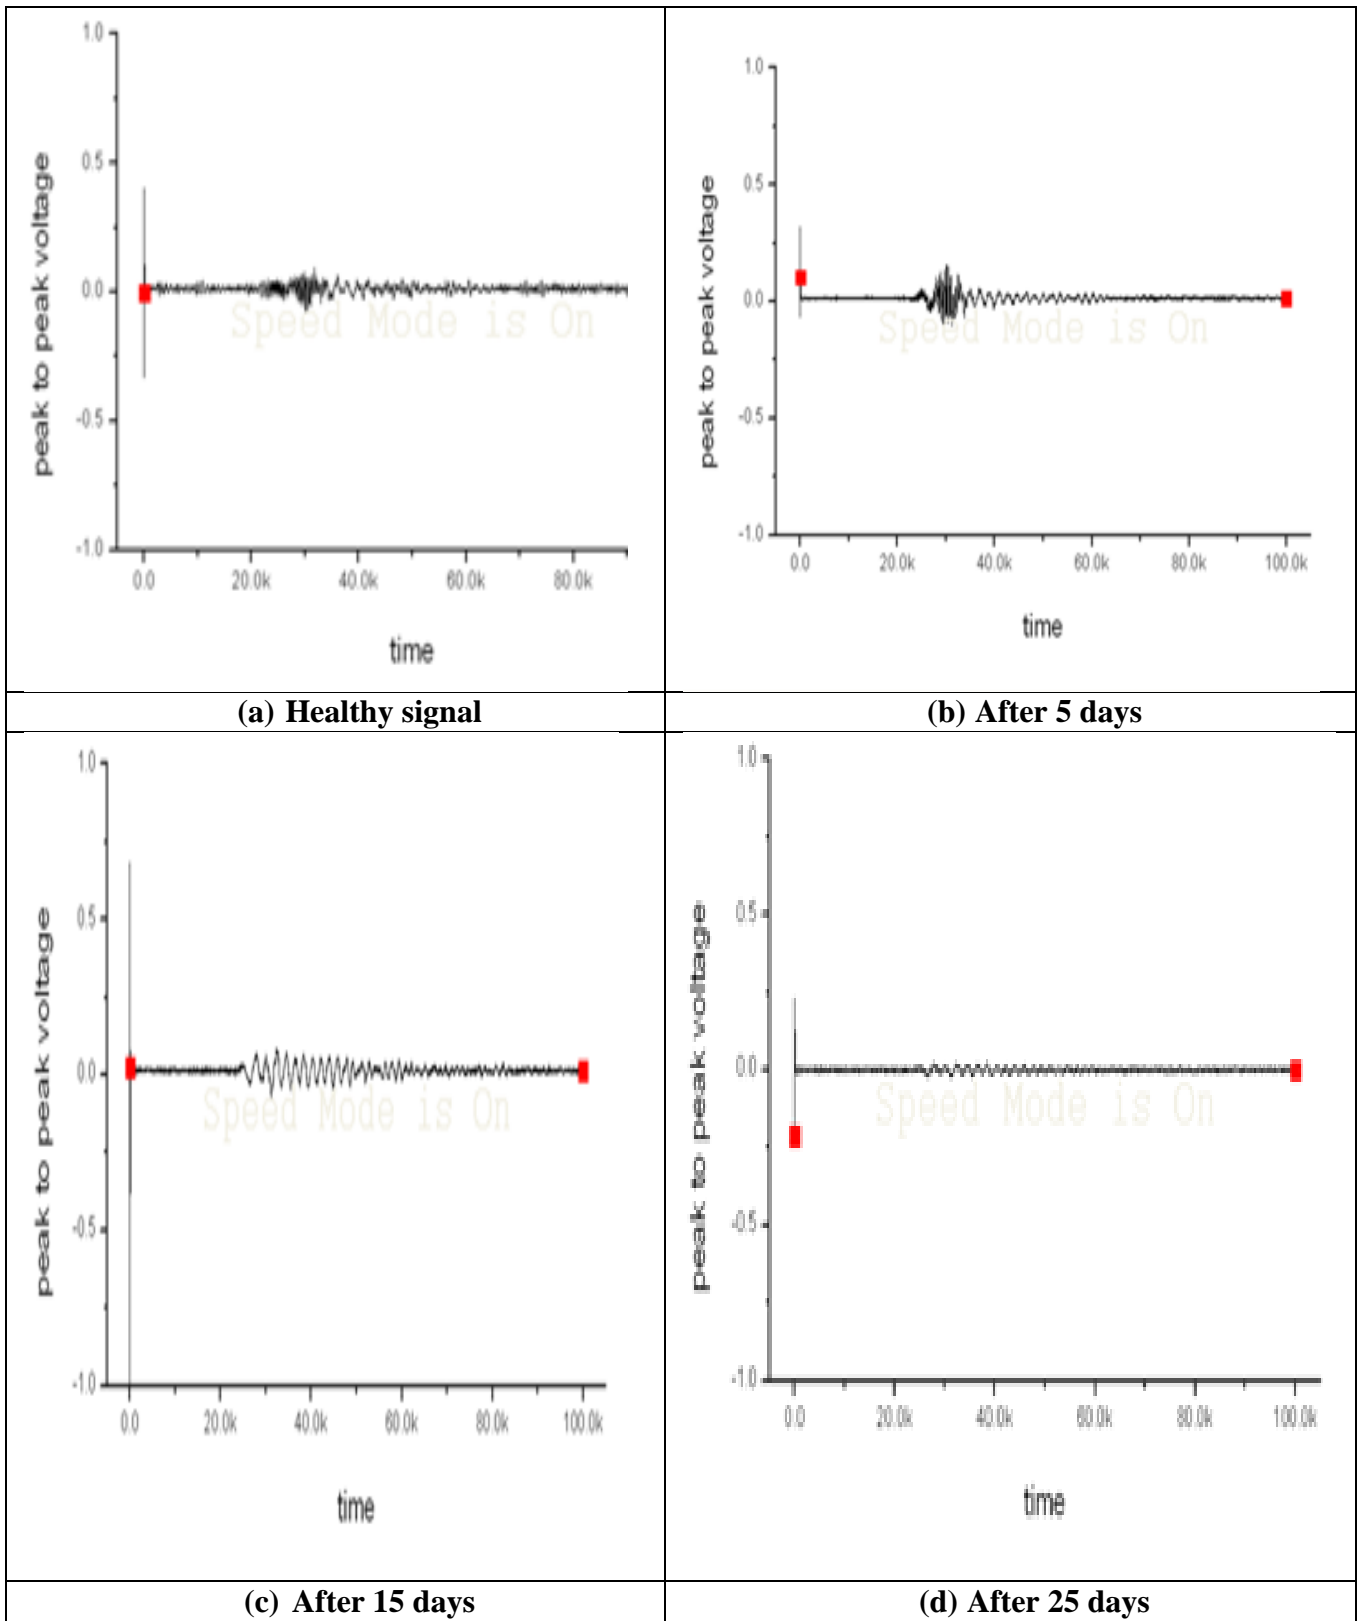 1.0
0.5
0.0
-0.5
-1.0
peak to peak voltage
Speed Mode is On
0.0 20.0k 40.0k 60.0k 80.0k
time
(a) Healthy signal
1.0
0.5
0.0
-0.5
-1.0
peak to peak voltage
Speed Mode is On
0.0 20.0k 40.0k 60.0k 80.0k 100.0k
time
(b) After 5 days
1.0
0.5
0.0
-0.5
-1.0
peak to peak voltage
Speed Mode is On
0.0 20.0k 40.0k 60.0k 80.0k 100.0k
time
(c) After 15 days
1.0
0.5
0.0
-0.5
-1.0
peak to peak voltage
Speed Mode is On
0.0 20.0k 40.0k 60.0k 80.0k 100.0k
time
(d) After 25 days